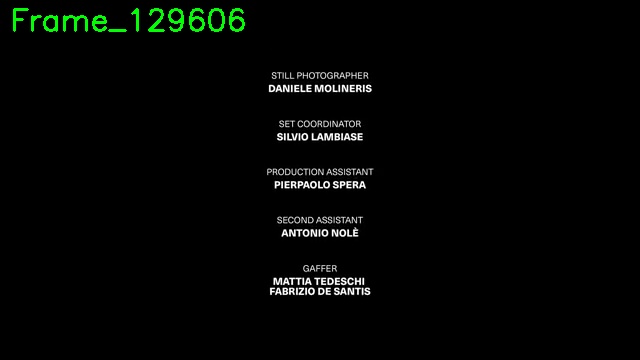 Frame_129606
STILL PHOTOGRAPHER
DANIELE MOLINERIS
SET COORDINATOR
SILVIO LAMBIASE
PRODUCTION ASSISTANT
PIERPAOLO SPERA
SECOND ASSISTANT
ANTONIO NOLÈ
GAFFER
MATTIA TEDESCHI
FABRIZIO DE SANTIS